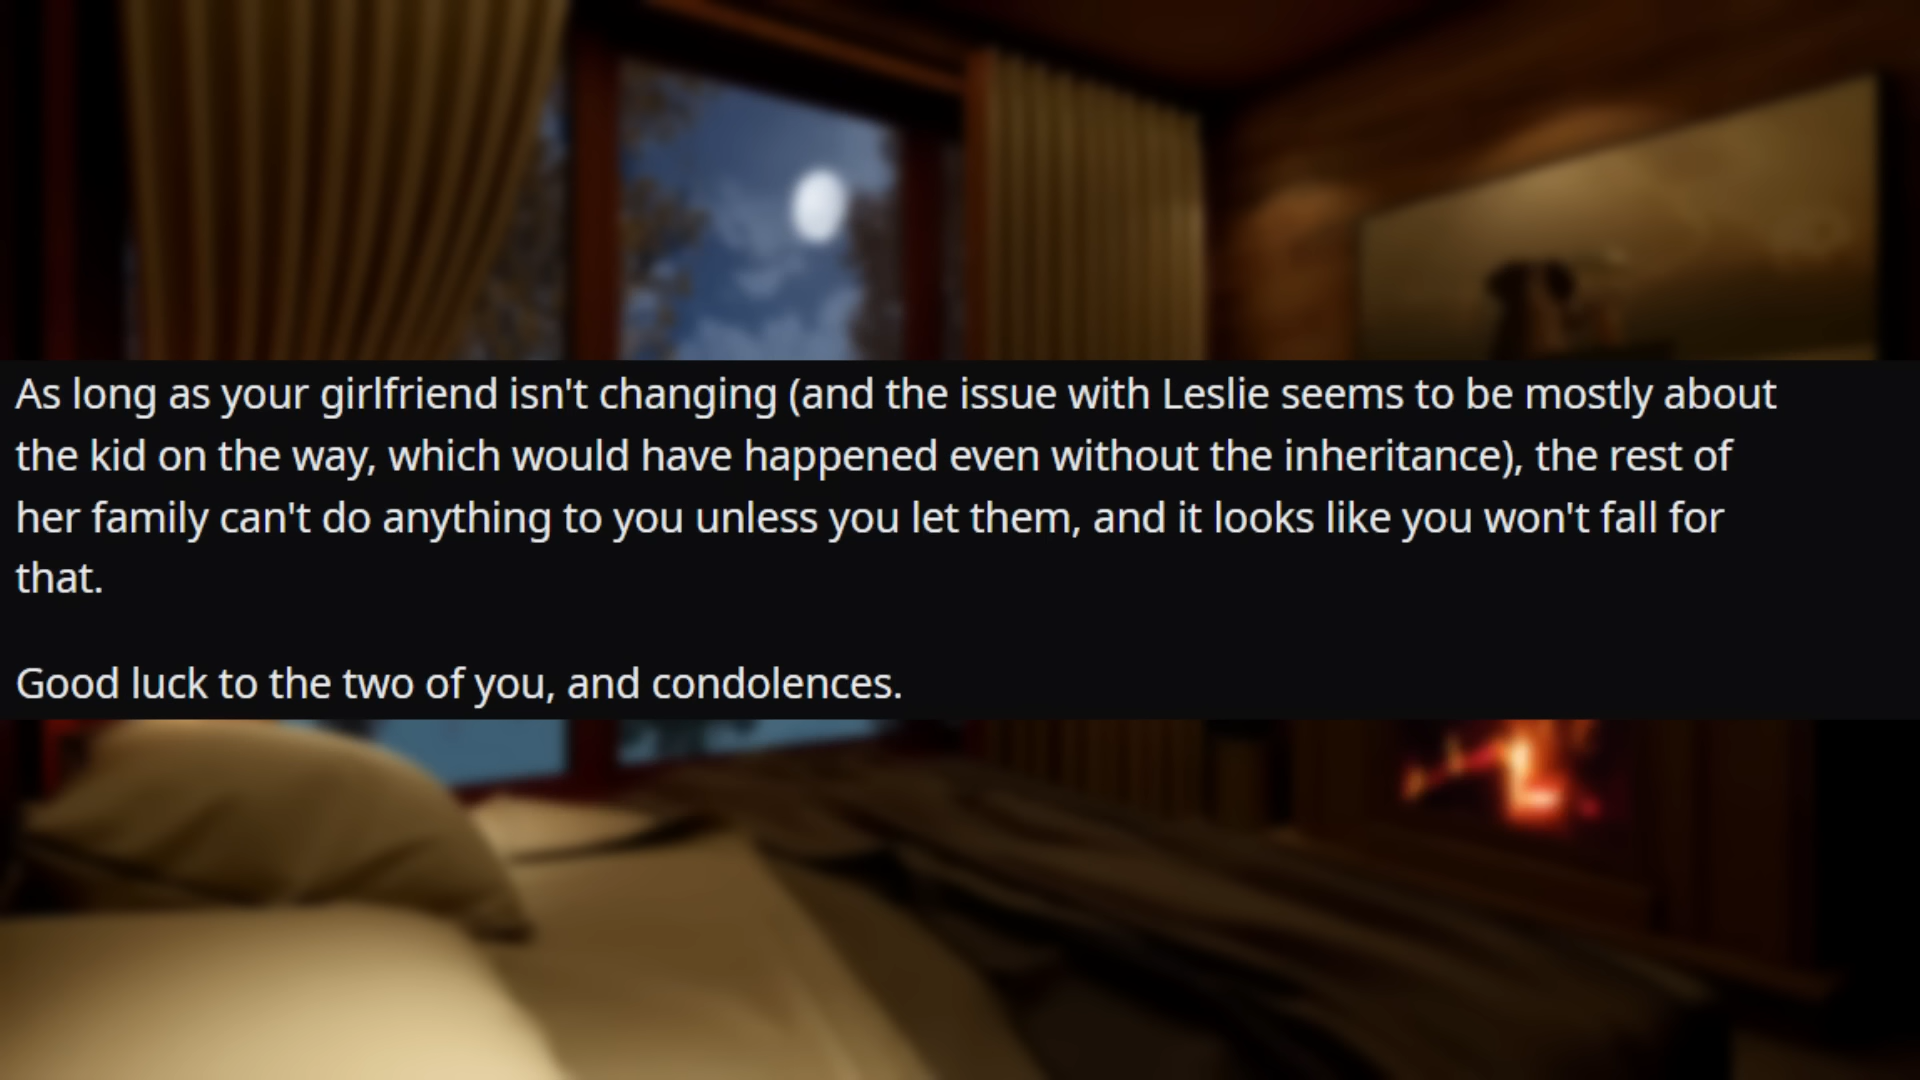 As long as your girlfriend isn't changing (and the issue with Leslie seems to be mostly about
the kid on the way, which would have happened even without the inheritance), the rest of
her family can't do anything to you unless you let them, and it looks like you won't fall for
that.
Good luck to the two of you, and condolences.